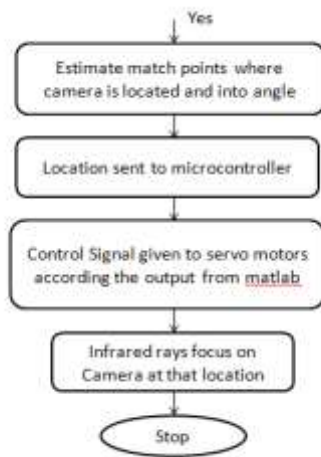 Yes
Estimate match points where
camera is located and into angle
Location sent to microcontroller
Control Signal given to servo motors
according the output from matlab
Infrared rays focus on
Camera at that location
Stop